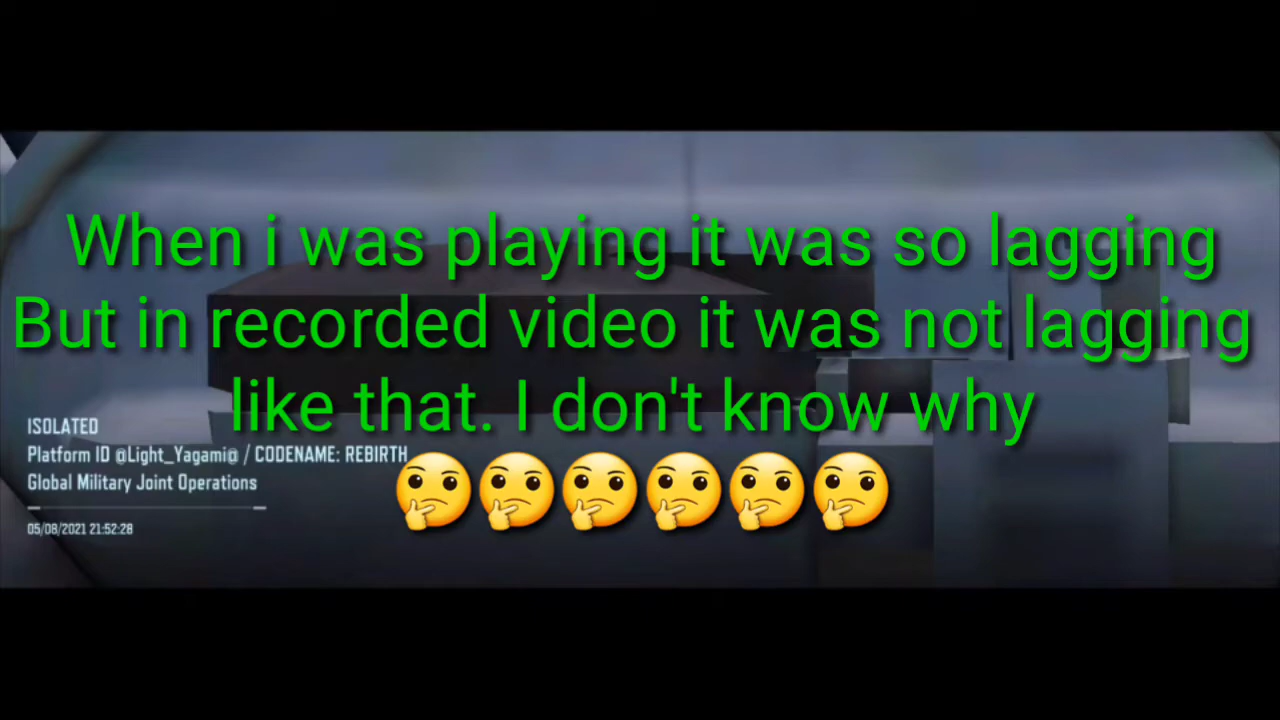 When i was playing it was so lagging
But in recorded video it was not lagging
like that. I don't know why
🤔🤔🤔🤔🤔🤔
ISOLATED
Platform ID @Light_Yagami@ / CODENAME: REBIRTH
Global Military Joint Operations
05/08/2021 21:52:28